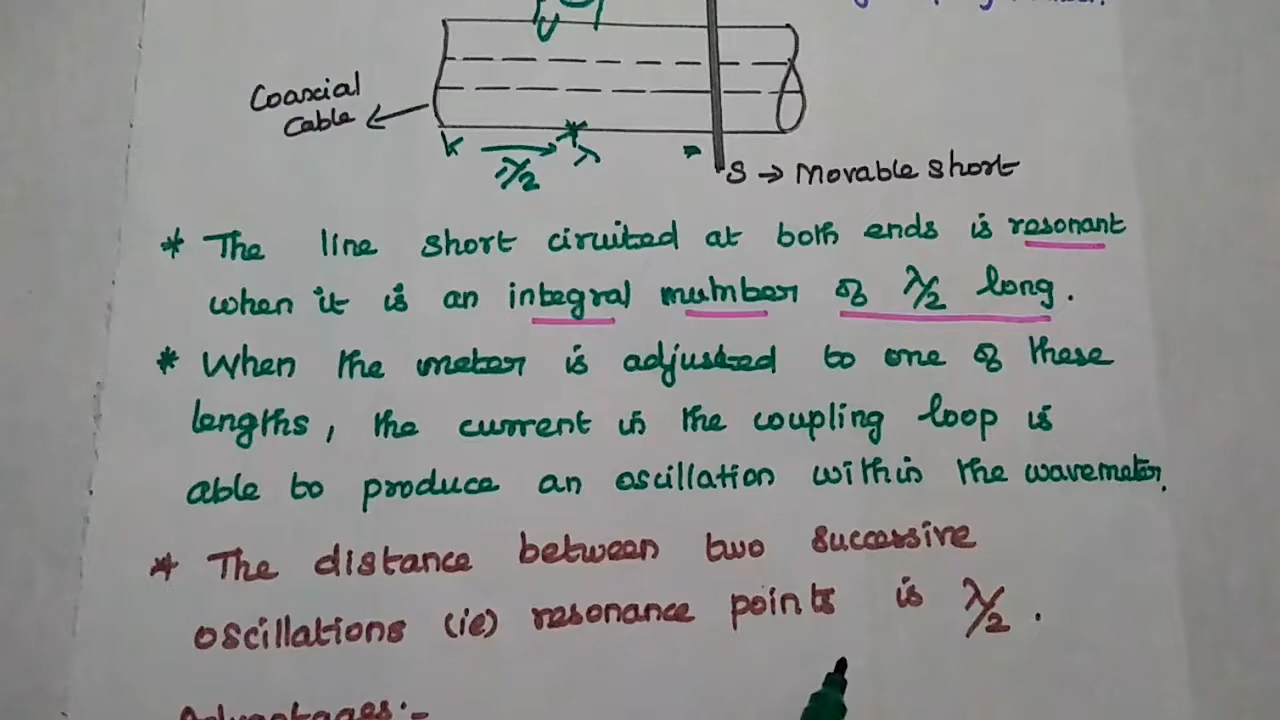 Coaxial
Cable
λ/2
S → Movable short
* The line short ciruited at both ends is resonant
when it is an integral number of λ/2 long.
* When the meter is adjusted to one of these
lengths, the current in the coupling loop is
able to produce an oscillation within the wavemeter.
* The distance between two successive
oscillations (ie) resonance points is λ/2.
Advantages:-